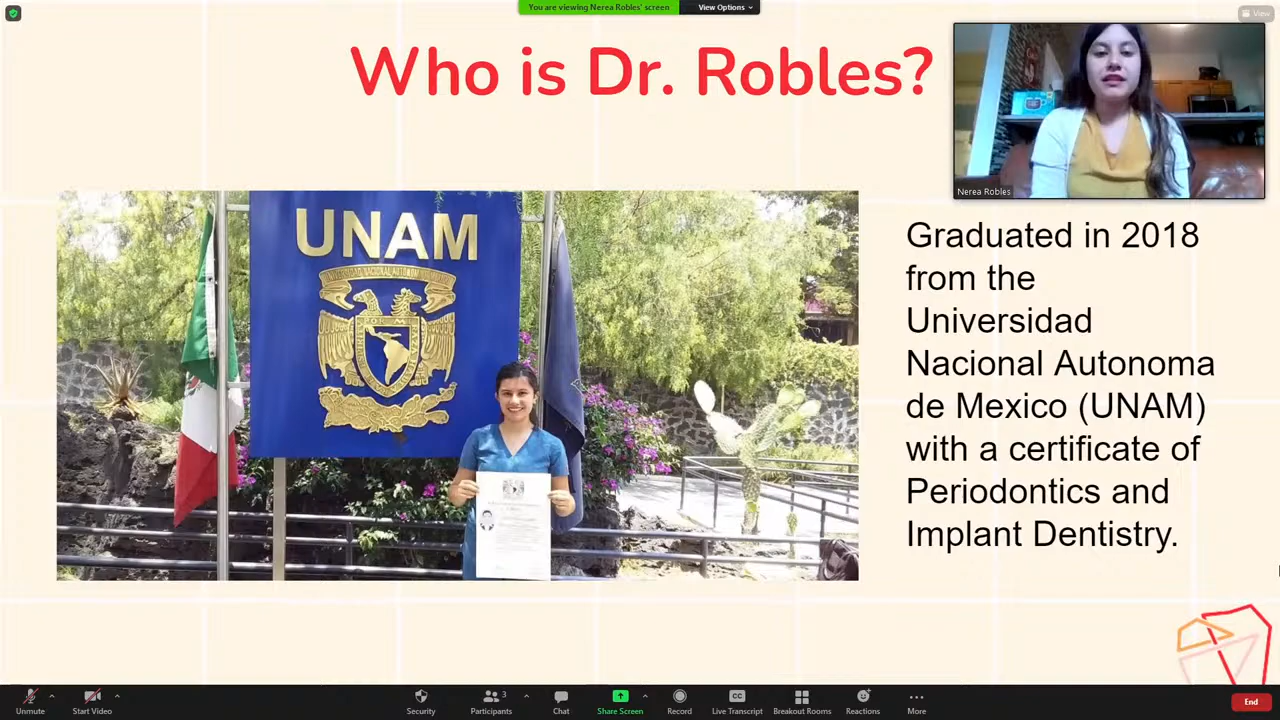 You are viewing Nerea Robles' screen
View Options
View
Who is Dr. Robles?
Nerea Robles
UNAM
Graduated in 2018
from the
Universidad
Nacional Autonoma
de Mexico (UNAM)
with a certificate of
Periodontics and
Implant Dentistry.
Unmute
Start Video
Security
Participants
3
Chat
Share Screen
Record
CC
Live Transcript
Breakout Rooms
Reactions
More
End